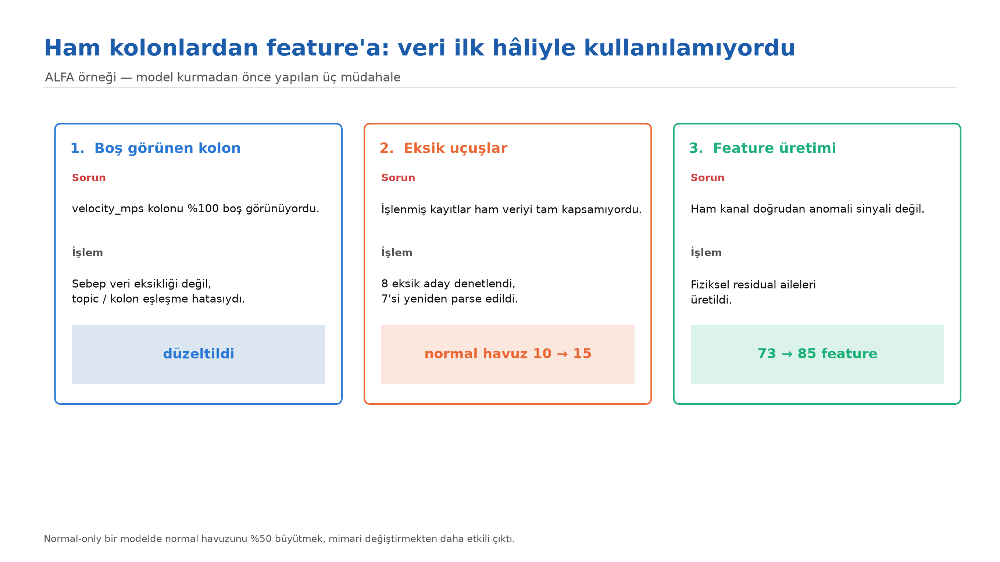 Ham kolonlardan feature'a: veri ilk hâliyle kullanılamıyordu
ALFA örneği — model kurmadan önce yapılan üç müdahale
1. Boş görünen kolon
Sorun
velocity_mps kolonu %100 boş görünüyordu.
İşlem
Sebep veri eksikliği değil,
topic / kolon eşleşme hatasıydı.
düzeltildi
2. Eksik uçuşlar
Sorun
İşlenmiş kayıtlar ham veriyi tam kapsamıyordu.
İşlem
8 eksik aday denetlendi,
7'si yeniden parse edildi.
normal havuz 10 → 15
3. Feature üretimi
Sorun
Ham kanal doğrudan anomali sinyali değil.
İşlem
Fiziksel residual aileleri
üretildi.
73 → 85 feature
Normal-only bir modelde normal havuzunu %50 büyütmek, mimari değiştirmekten daha etkili çıktı.